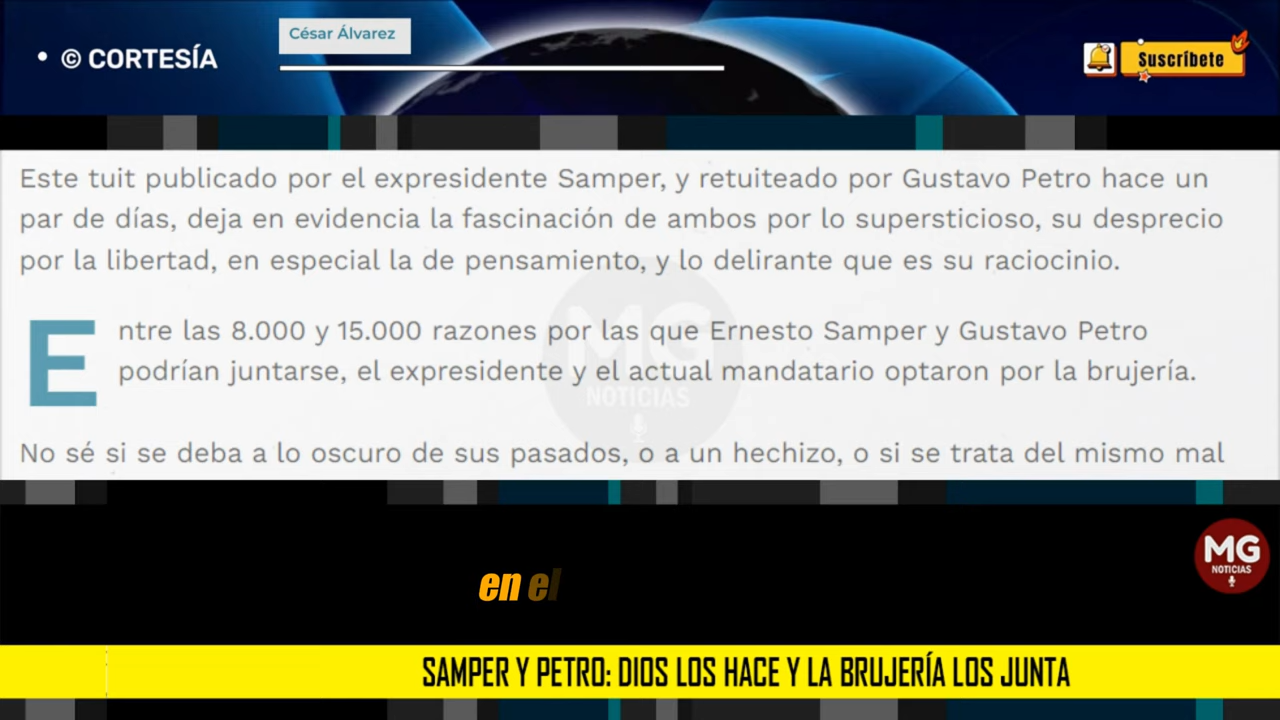 • © CORTESÍA
César Álvarez
Suscríbete
Este tuit publicado por el expresidente Samper, y retuiteado por Gustavo Petro hace un
par de días, deja en evidencia la fascinación de ambos por lo supersticioso, su desprecio
por la libertad, en especial la de pensamiento, y lo delirante que es su raciocinio.
Entre las 8.000 y 15.000 razones por las que Ernesto Samper y Gustavo Petro
podrían juntarse, el expresidente y el actual mandatario optaron por la brujería.
MG
NOTICIAS
No sé si se deba a lo oscuro de sus pasados, o a un hechizo, o si se trata del mismo mal
en el
MG
NOTICIAS
SAMPER Y PETRO: DIOS LOS HACE Y LA BRUJERÍA LOS JUNTA